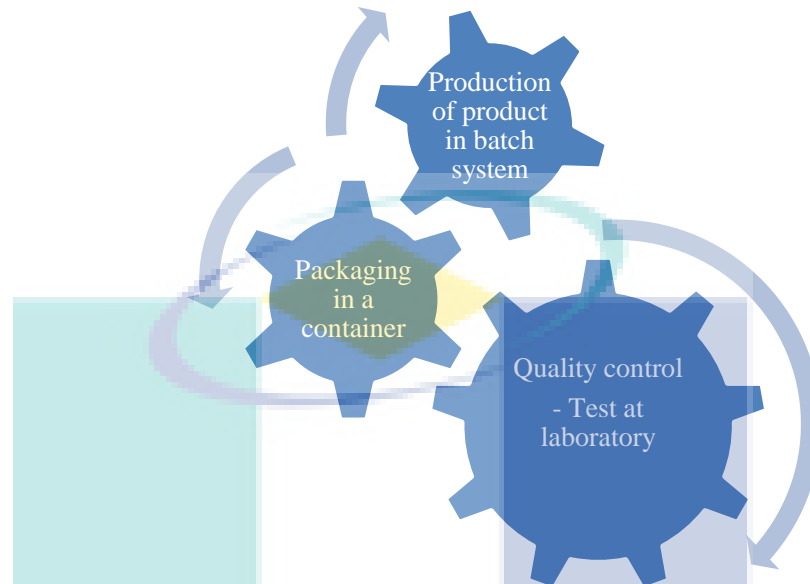 Production
of product
in batch
system
Packaging
in a
container
Quality control
- Test at
laboratory